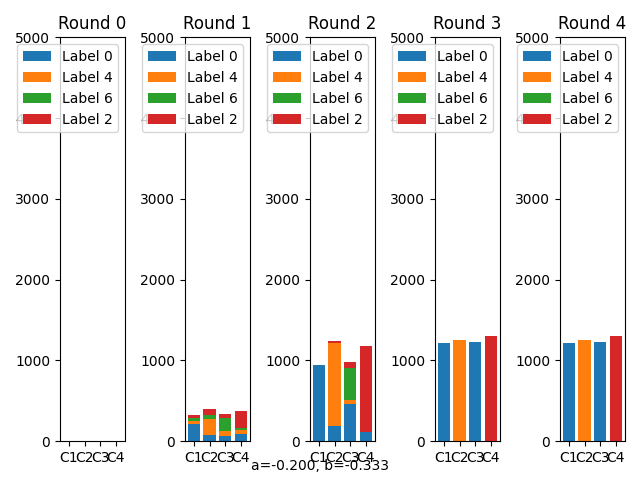 Round 0 Round 1 Round 2 Round 3 Round 4
5000 5000 5000 5000 5000
Label 0 Label 0 Label 0 Label 0 Label 0
Label 4 Label 4 Label 4 Label 4 Label 4
Label 6 Label 6 Label 6 Label 6 Label 6
Label 2 Label 2 Label 2 Label 2 Label 2
3000 3000 3000 3000 3000
2000 2000 2000 2000 2000
1000 1000 1000 1000 1000
0 0 0 0 0
C1C2C3C4 C1C2C3C4 C1C2C3C4 C1C2C3C4 C1C2C3C4
a=-0.200, b=-0.333